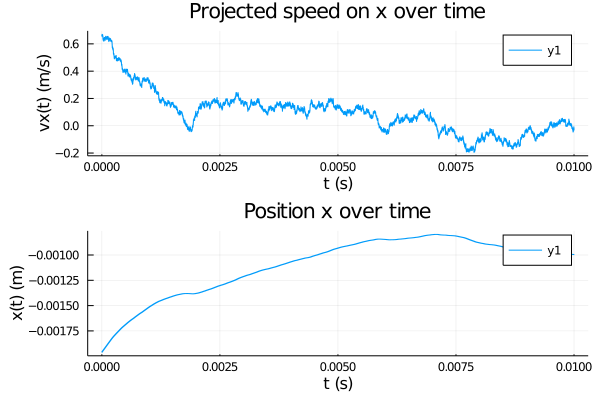 Projected speed on x over time
vx(t) (m/s)
0.6
0.4
0.2
0.0
−0.2
y1
0.0000 0.0025 0.0050 0.0075 0.0100
t (s)
Position x over time
x(t) (m)
−0.00100
−0.00125
−0.00150
−0.00175
y1
0.0000 0.0025 0.0050 0.0075 0.0100
t (s)